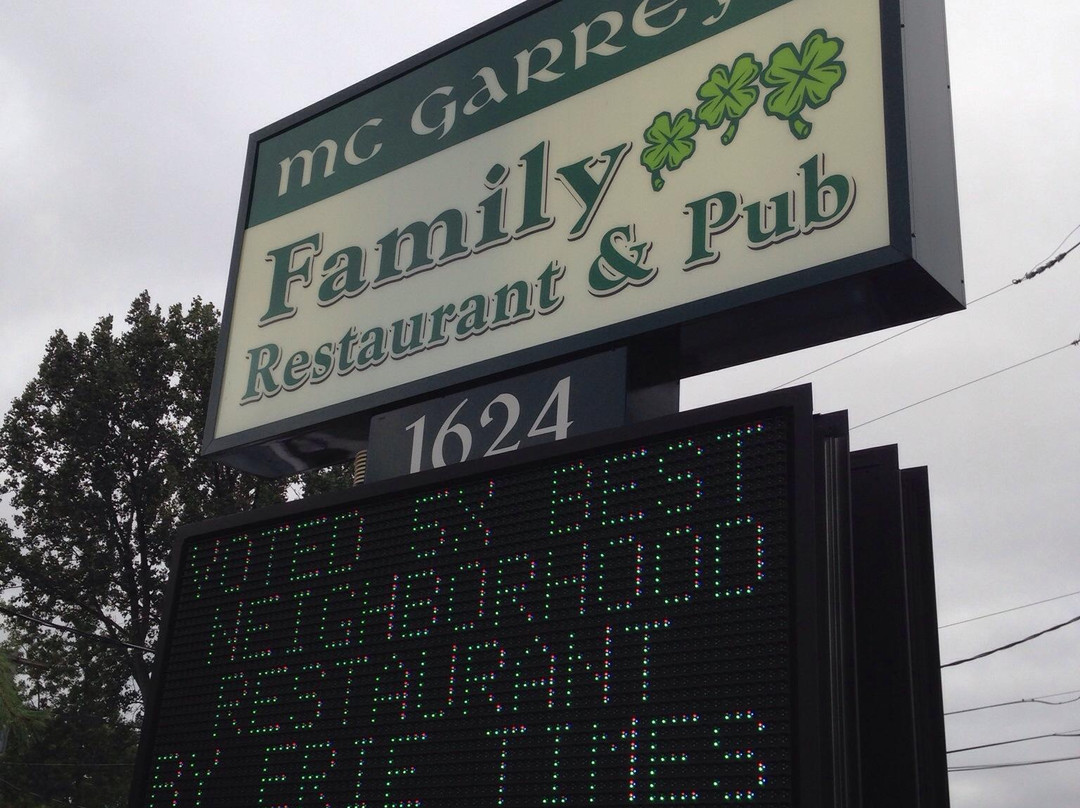 MC GARREY
Family
Restaurant & Pub
1624
VOTED 5X BEST
NEIGHBORHOOD
RESTAURANT
BY ERIE TIMES